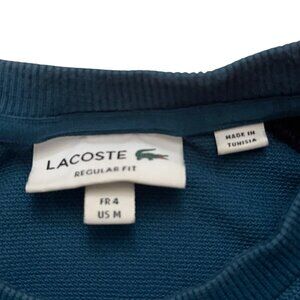 LACOSTE
REGULAR FIT
FR 4
US M
MADE IN
TUNISIA